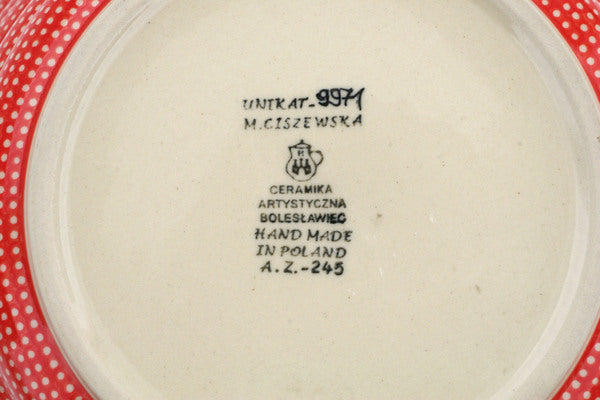 UNIKAT-9971
M.CISZEWSKA
CERAMIKA
ARTYSTYCZNA
BOLESŁAWIEC
HAND MADE
IN POLAND
A.Z.-245